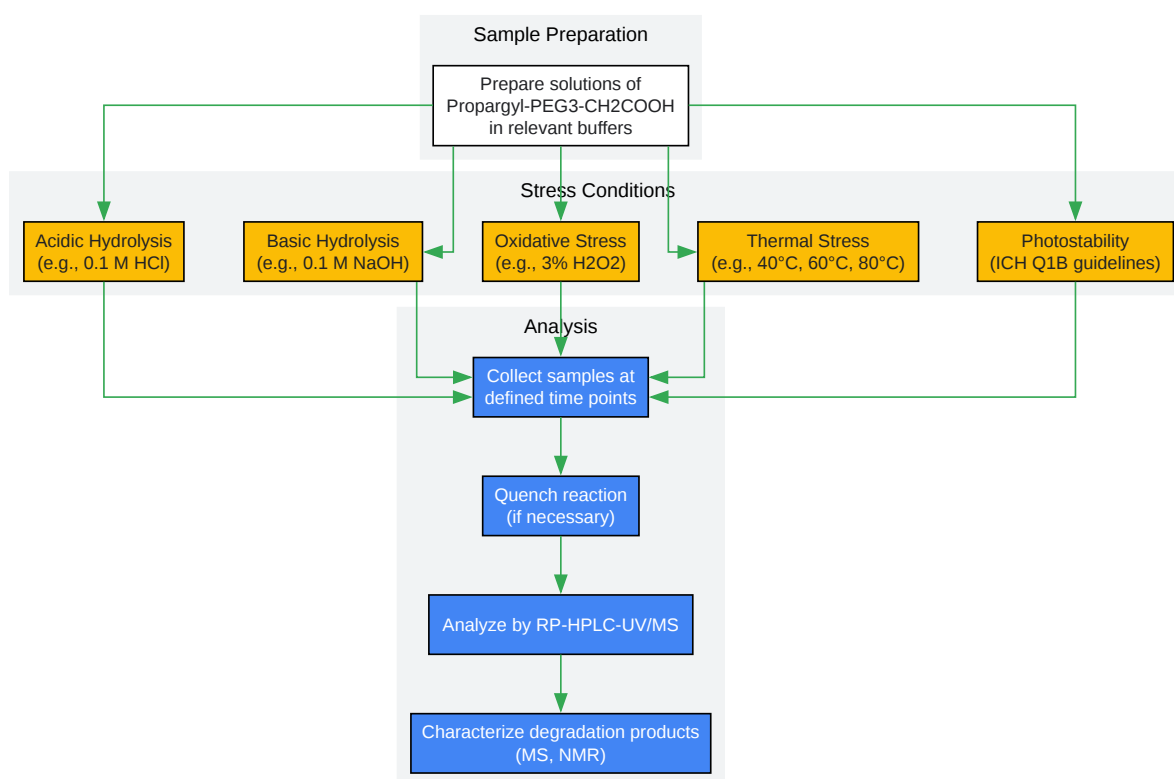 Sample Preparation
Prepare solutions of
Propargyl-PEG3-CH2COOH
in relevant buffers
Stress Conditions
Acidic Hydrolysis
(e.g., 0.1 M HCl)
Basic Hydrolysis
(e.g., 0.1 M NaOH)
Oxidative Stress
(e.g., 3% H2O2)
Thermal Stress
(e.g., 40°C, 60°C, 80°C)
Photostability
(ICH Q1B guidelines)
Analysis
Collect samples at
defined time points
Quench reaction
(if necessary)
Analyze by RP-HPLC-UV/MS
Characterize degradation products
(MS, NMR)